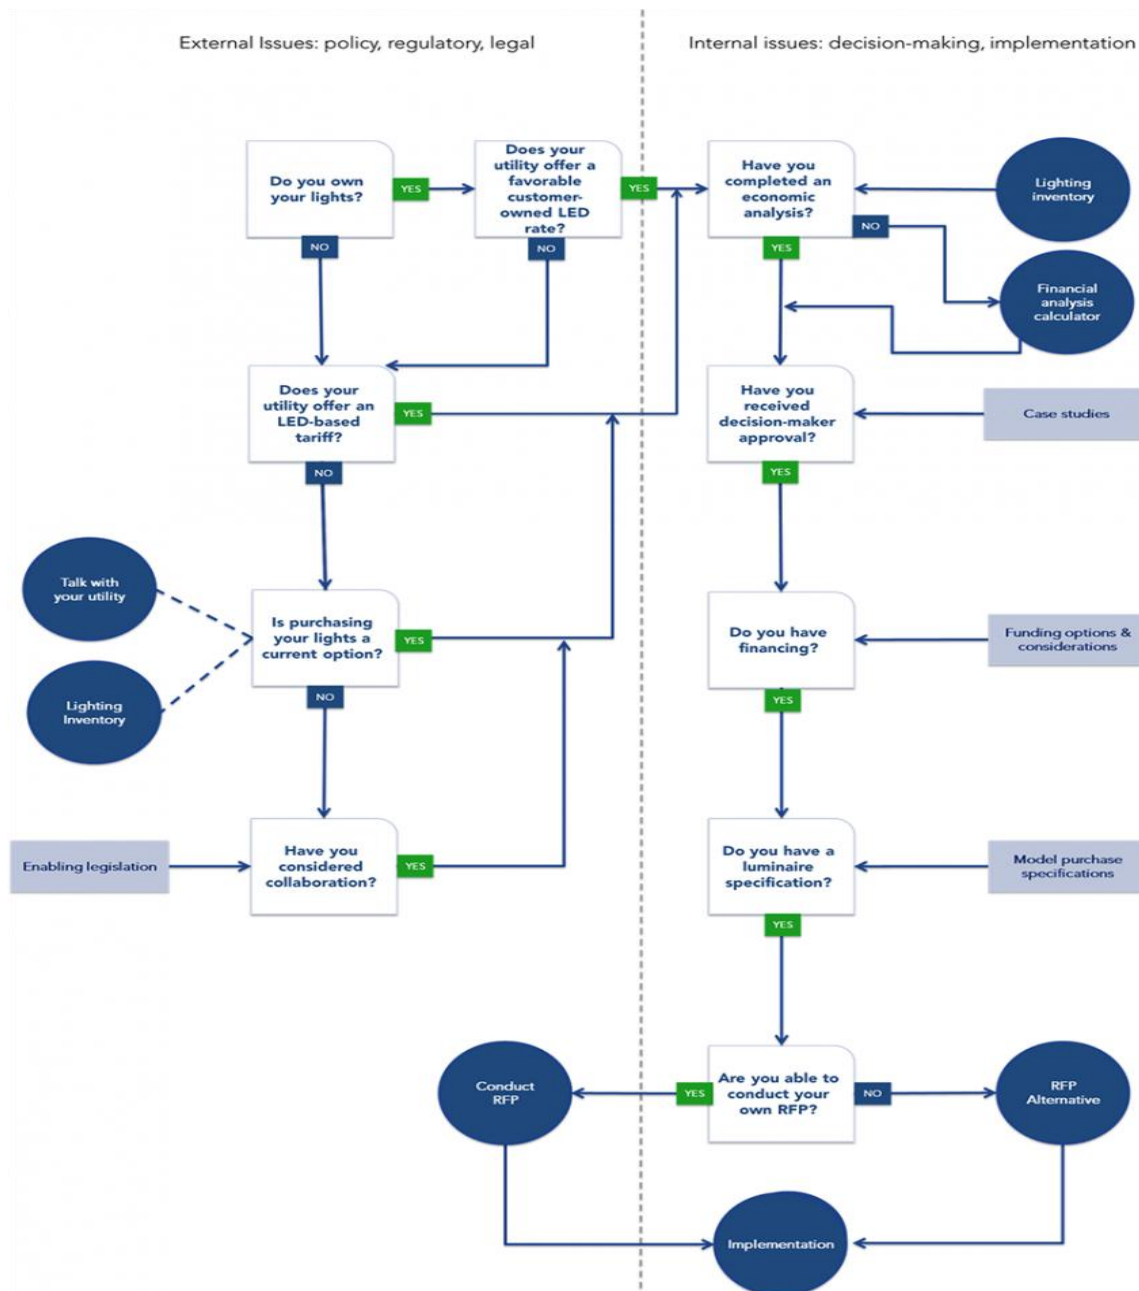 External Issues: policy, regulatory, legal
Internal issues: decision-making, implementation
Do you own
your lights?
YES
NO
Does your
utility offer a
favorable
customer-
owned LED
rate?
YES
NO
Have you
completed an
economic
analysis?
NO
YES
Lighting
inventory
Financial
analysis
calculator
Does your
utility offer an
LED-based
tariff?
YES
NO
Have you
received
decision-maker
approval?
YES
Case studies
Talk with
your utility
Lighting
Inventory
Is purchasing
your lights a
current option?
YES
NO
Do you have
financing?
YES
Funding options &
considerations
Enabling legislation
Have you
considered
collaboration?
YES
Do you have a
luminaire
specification?
YES
Model purchase
specifications
Conduct
RFP
YES
Are you able to
conduct your
own RFP?
NO
RFP
Alternative
Implementation